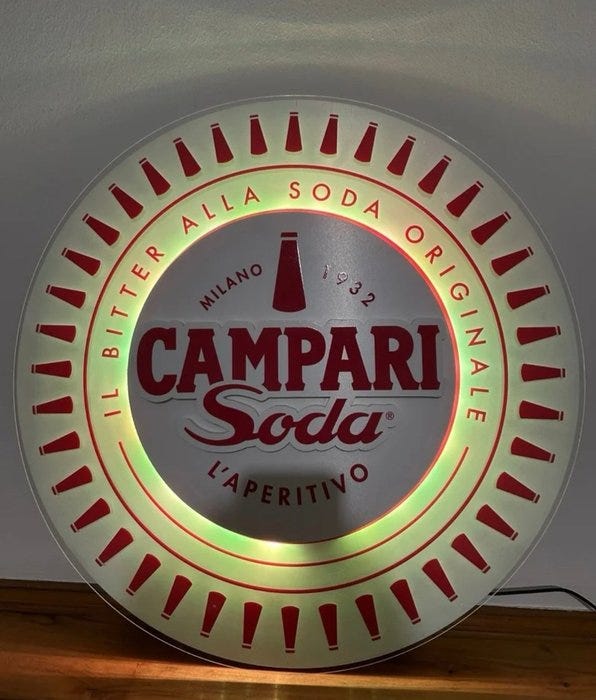 IL BITTER ALLA SODA ORIGINALE
MILANO 1932
CAMPARI
Soda®
L'APERITIVO